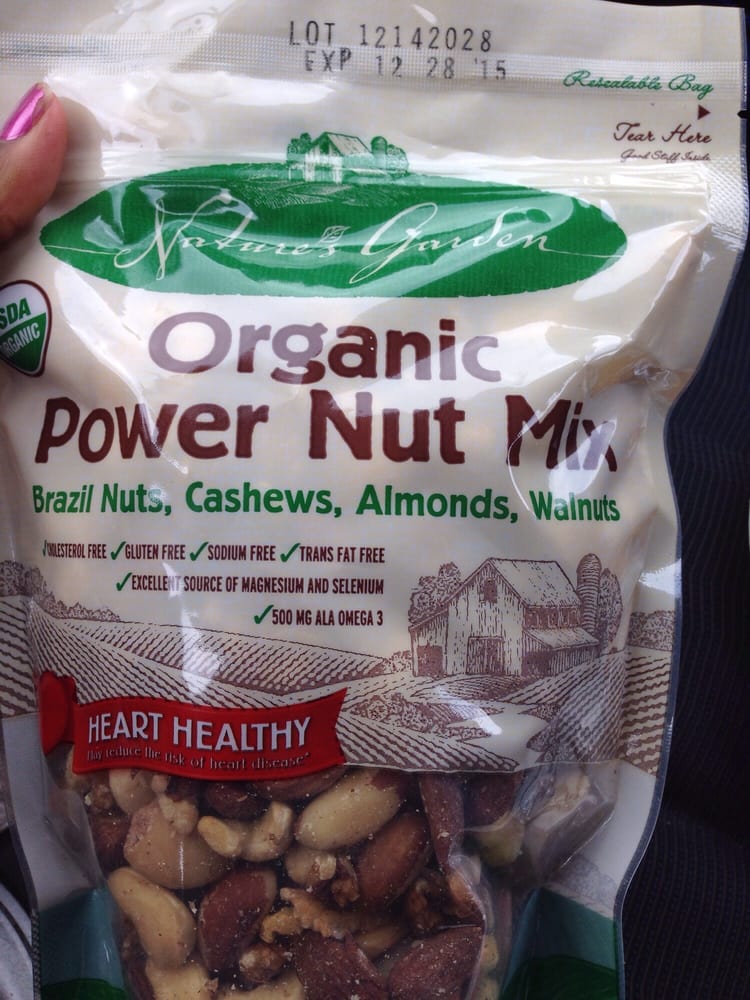 LOT 12142028
EXP 12 28 '15
Resealable Bag
Tear Here
Good Stuff Inside
Nature's Garden
USDA
ORGANIC
Organic
Power Nut Mix
Brazil Nuts, Cashews, Almonds, Walnuts
✓CHOLESTEROL FREE ✓GLUTEN FREE ✓SODIUM FREE ✓TRANS FAT FREE
✓EXCELLENT SOURCE OF MAGNESIUM AND SELENIUM
✓500 MG ALA OMEGA 3
HEART HEALTHY
May reduce the risk of heart disease*